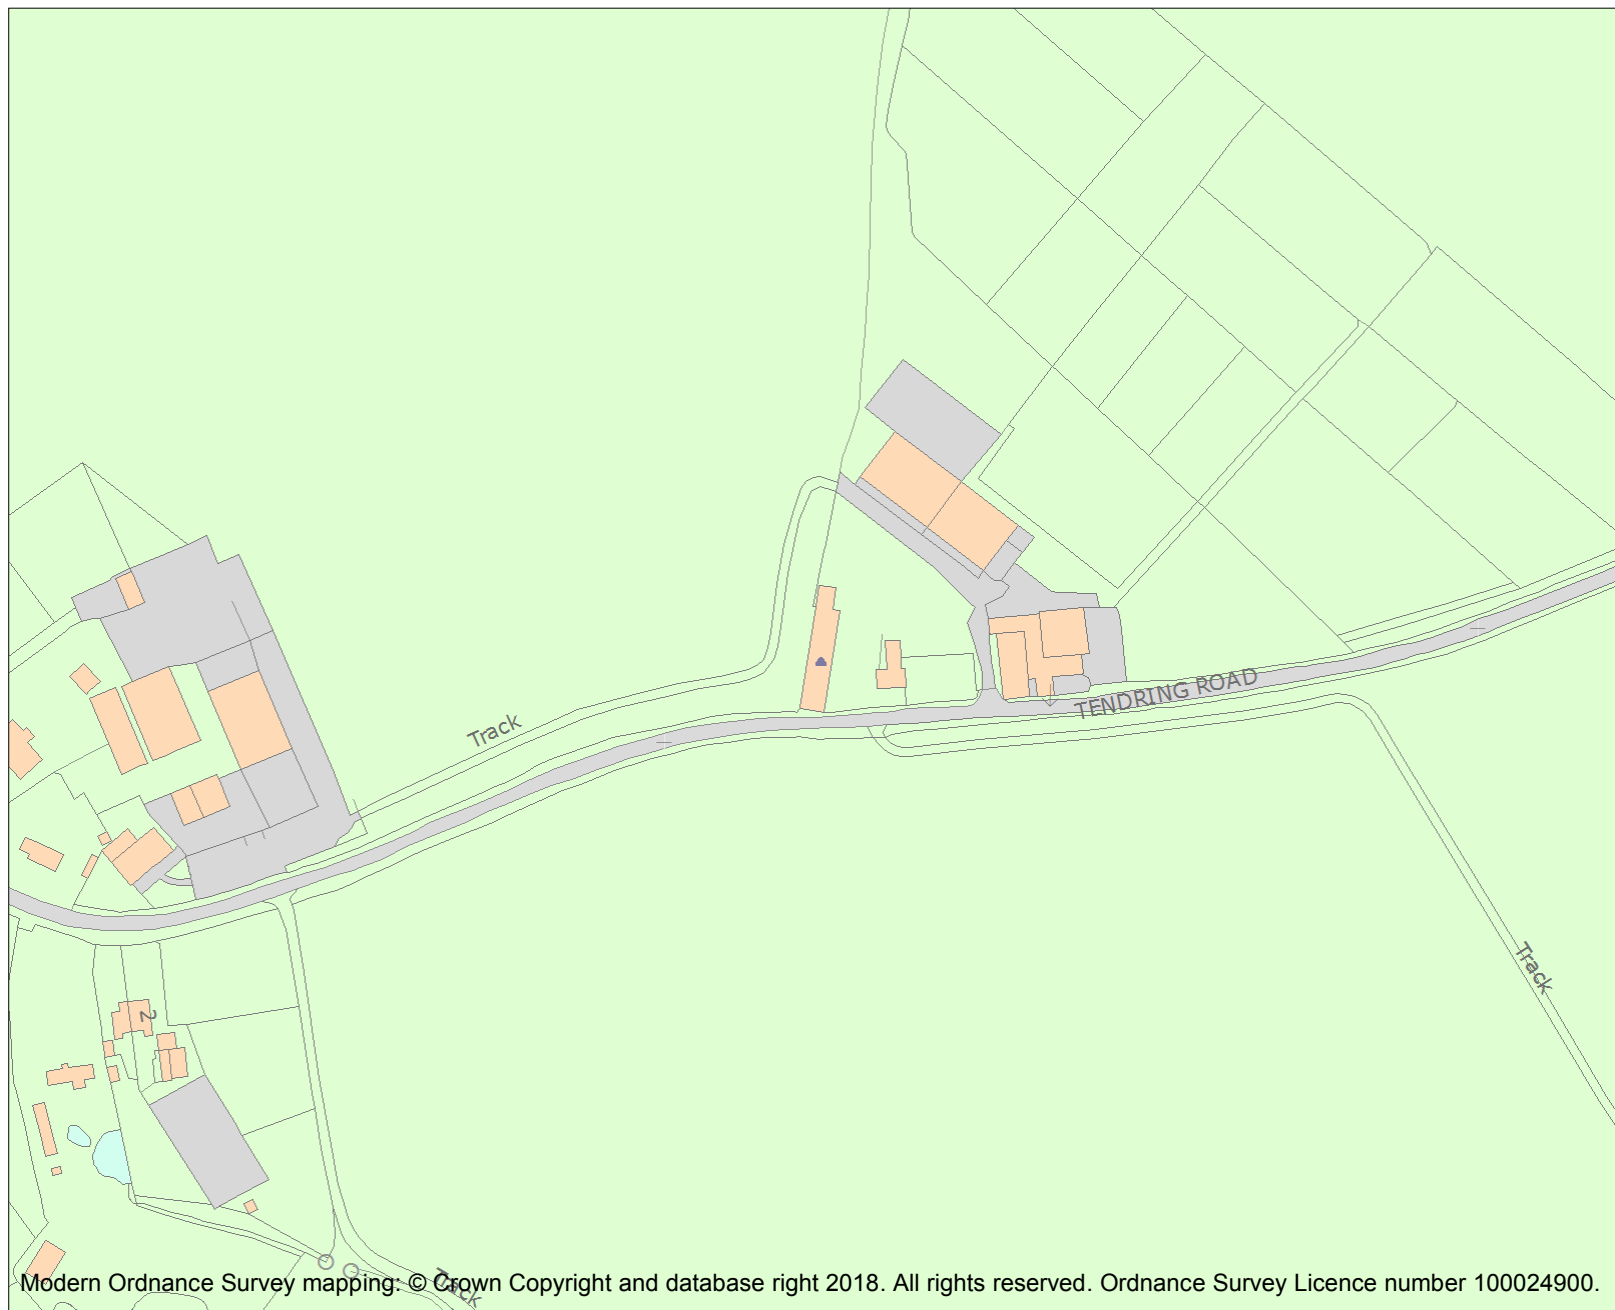 TENDRING ROAD
Track
Track
2
Track
Modern Ordnance Survey mapping: © Crown Copyright and database right 2018. All rights reserved. Ordnance Survey Licence number 100024900.